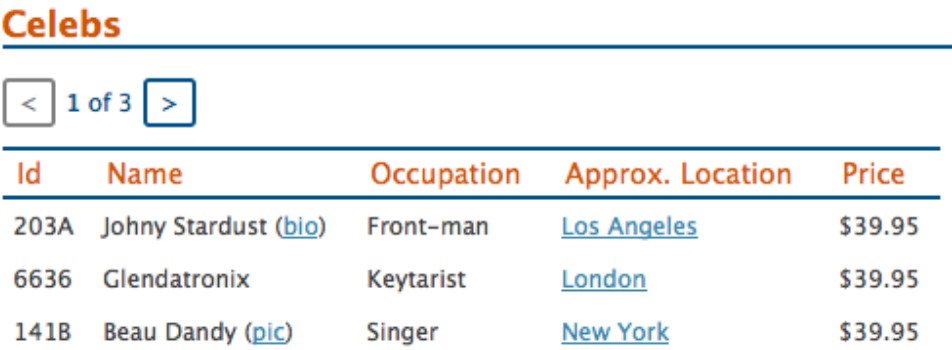 Celebs
< 1 of 3 >
Id Name Occupation Approx. Location Price
203A Johny Stardust (bio) Front-man Los Angeles $39.95
6636 Glendatronix Keytarist London $39.95
141B Beau Dandy (pic) Singer New York $39.95